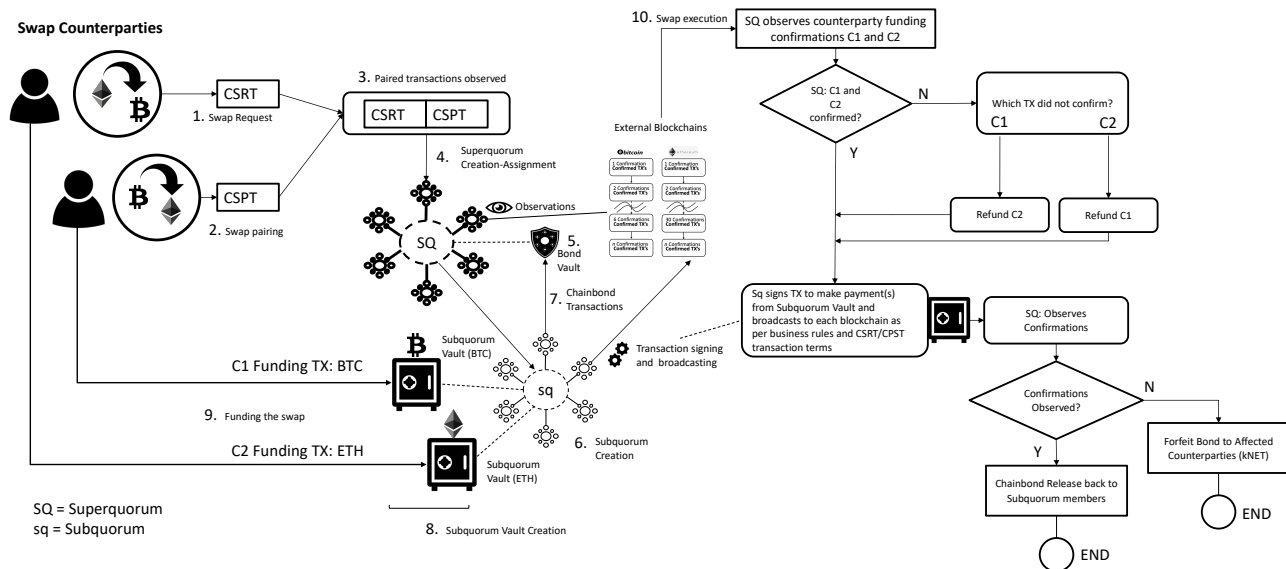 Swap Counterparties
CSRT
1. Swap Request
CSPT
2. Swap pairing
3. Paired transactions observed
CSRT
CSPT
4. Superquorum
Creation-Assignment
SQ
Observations
5.
Bond
Vault
7. Chainbond
Transactions
External Blockchains
bitcoin
ethereum
1 Confirmation
Confirmed TX's
2 Confirmations
Confirmed TX's
6 Confirmations
Confirmed TX's
n Confirmations
Confirmed TX's
1 Confirmation
Confirmed TX's
2 Confirmations
Confirmed TX's
30 Confirmations
Confirmed TX's
n Confirmations
Confirmed TX's
Subquorum
Vault (BTC)
C1 Funding TX: BTC
sq
Transaction signing
and broadcasting
9. Funding the swap
6. Subquorum
Creation
C2 Funding TX: ETH
Subquorum
Vault (ETH)
8. Subquorum Vault Creation
SQ = Superquorum
sq = Subquorum
10. Swap execution
SQ observes counterparty funding
confirmations C1 and C2
SQ: C1 and
C2
confirmed?
N
Y
Which TX did not confirm?
C1
C2
Refund C2
Refund C1
Sq signs TX to make payment(s)
from Subquorum Vault and
broadcasts to each blockchain as
per business rules and CSRT/CPST
transaction terms
SQ: Observes
Confirmations
Confirmations
Observed?
N
Y
Forfeit Bond to Affected
Counterparties (kNET)
END
Chainbond Release back to
Subquorum members
END